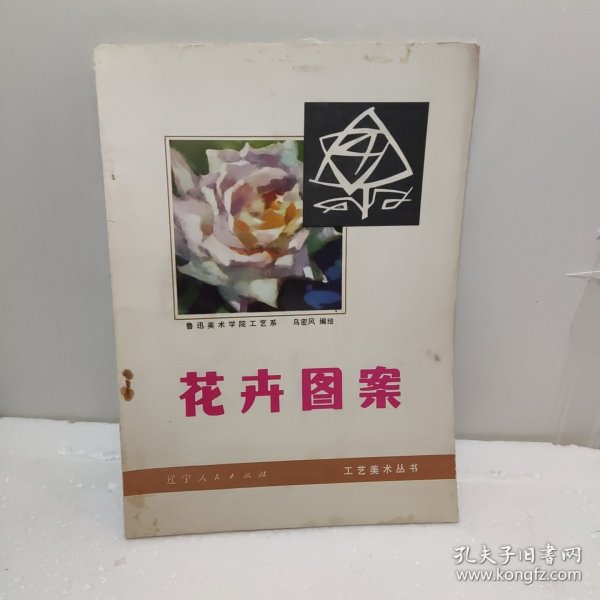 鲁迅美术学院工艺系 乌密风 编绘
花卉图案
辽宁人民出版社 工艺美术丛书
孔夫子旧书网
www.kongfz.com